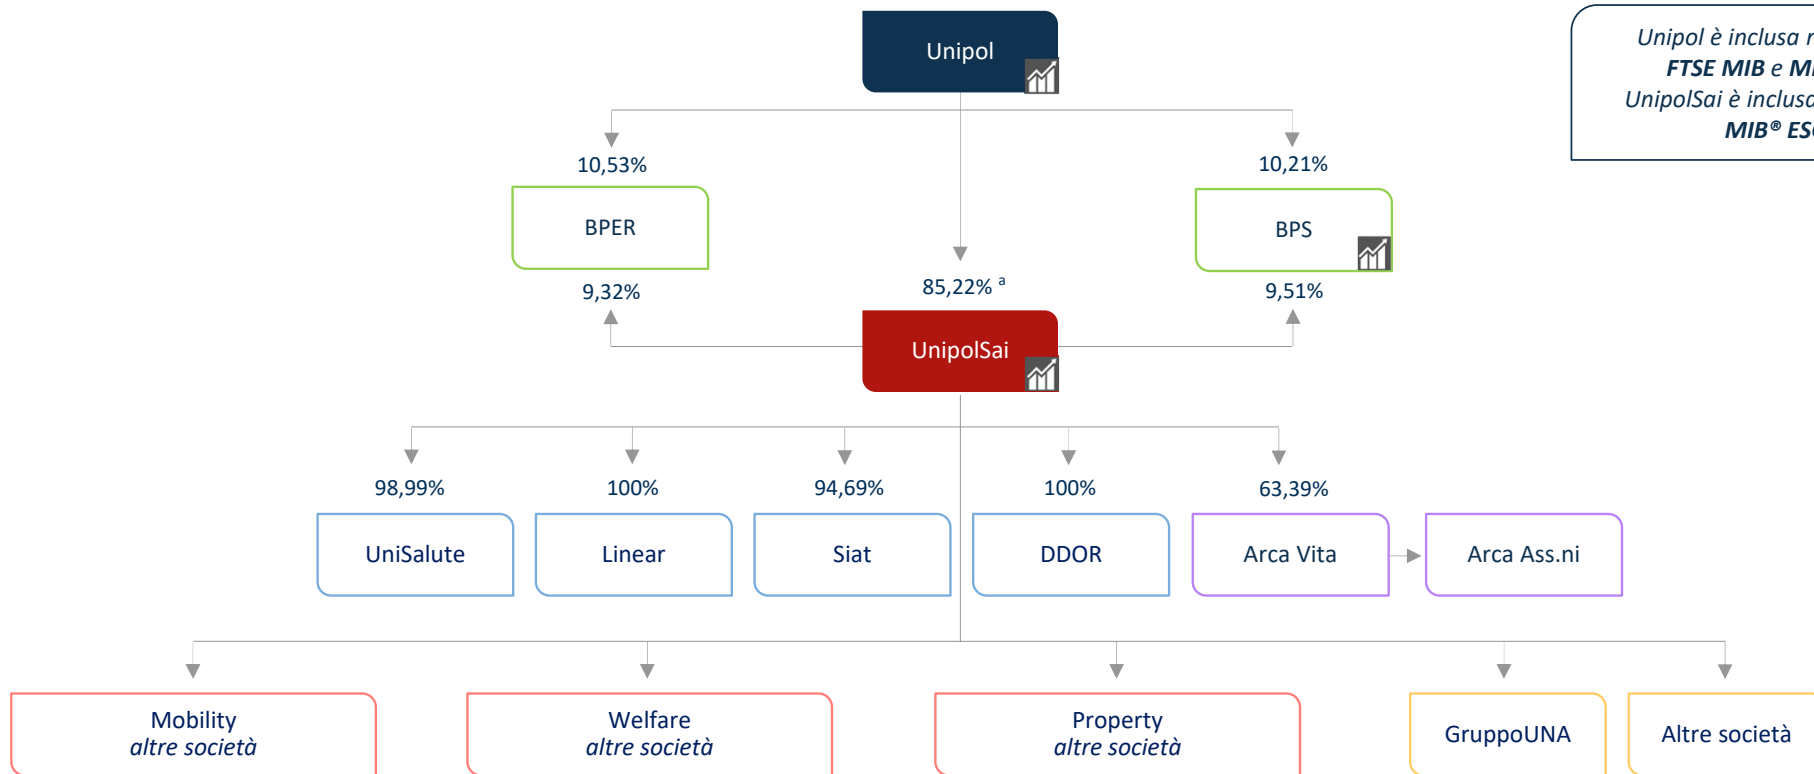 Unipol
Unipol è inclusa
FTSE MIB e
UnipolSai è inclusa
MIB® ESG
10,53%
10,21%
BPER
BPS
9,32%
85,22% a
9,51%
UnipolSai
98,99%
100%
94,69%
100%
63,39%
UniSalute
Linear
Siat
DDOR
Arca Vita
Arca Ass.ni
Mobility
altre società
Welfare
altre società
Property
altre società
GruppoUNA
Altre società